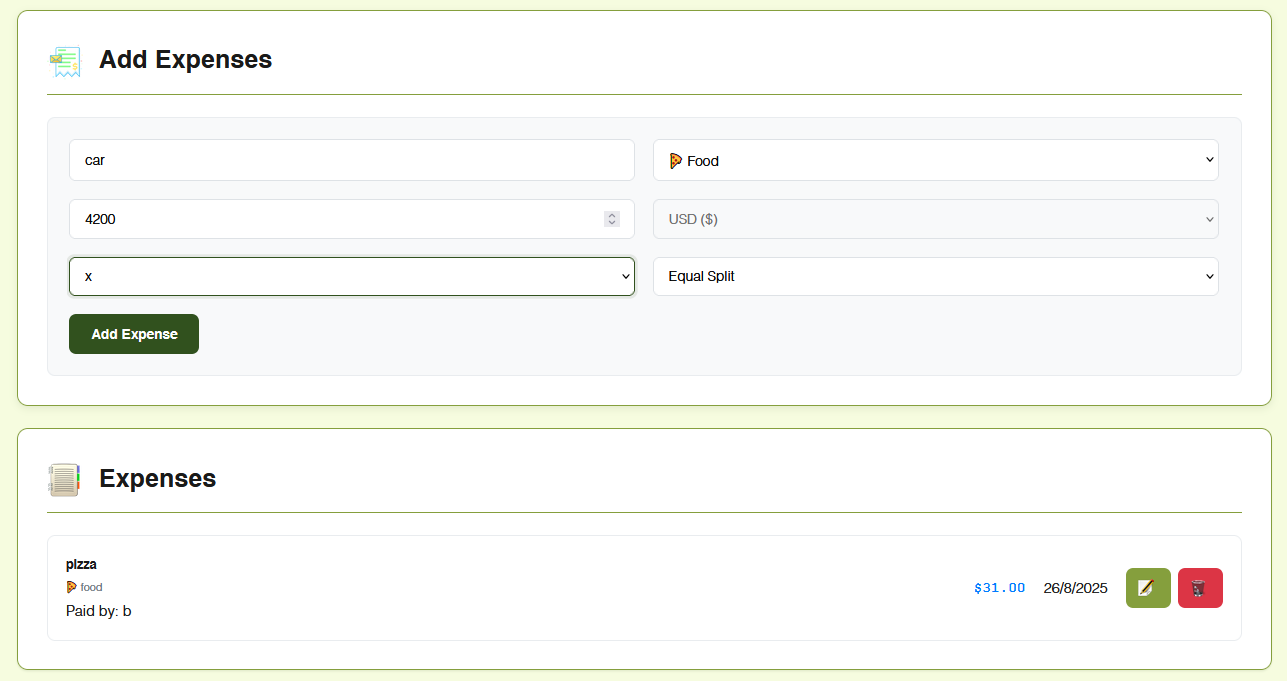 Add Expenses
car
Food
4200
USD ($)
x
Equal Split
Add Expense
Expenses
pizza
food
$31.00 26/8/2025
Paid by: b